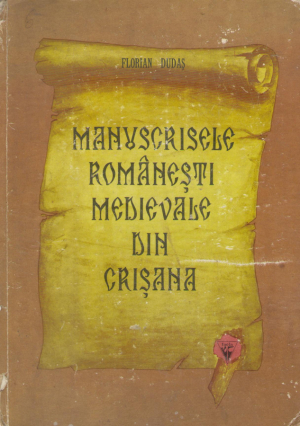 FLORIAN DUDAȘ
MANUSCRISELE
ROMÂNEȘTI
MEDIEVALE
DIN
CRIȘANA